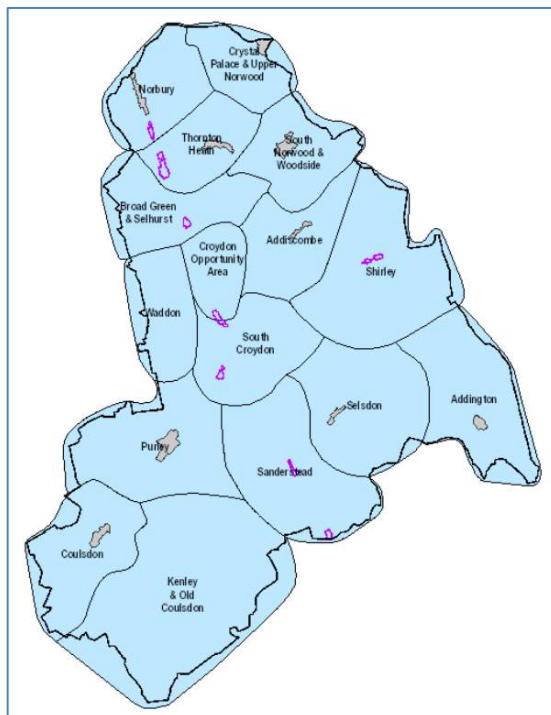 Crystal
Palace & Upper
Norwood
Norbury
Thornton
Heath
South
Norwood &
Woodside
Broad Green
& Selhurst
Croydon
Opportunity
Area
Addiscombe
Shirley
Waddon
South
Croydon
Selsdon
Addington
Purley
Sanderstead
Coulsdon
Kenley
& Old
Coulsdon